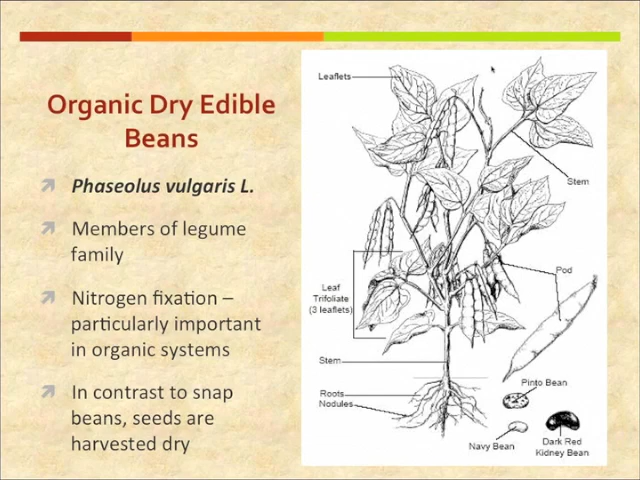 Organic Dry Edible
Beans
Phaseolus vulgaris L.
Members of legume
family
Nitrogen fixation –
particularly important
in organic systems
In contrast to snap
beans, seeds are
harvested dry
Leaflets
Stem
Pod
Leaf
Trifoliate
(3 leaflets)
Stem
Roots
Nodules
Pinto Bean
Navy Bean
Dark Red
Kidney Bean